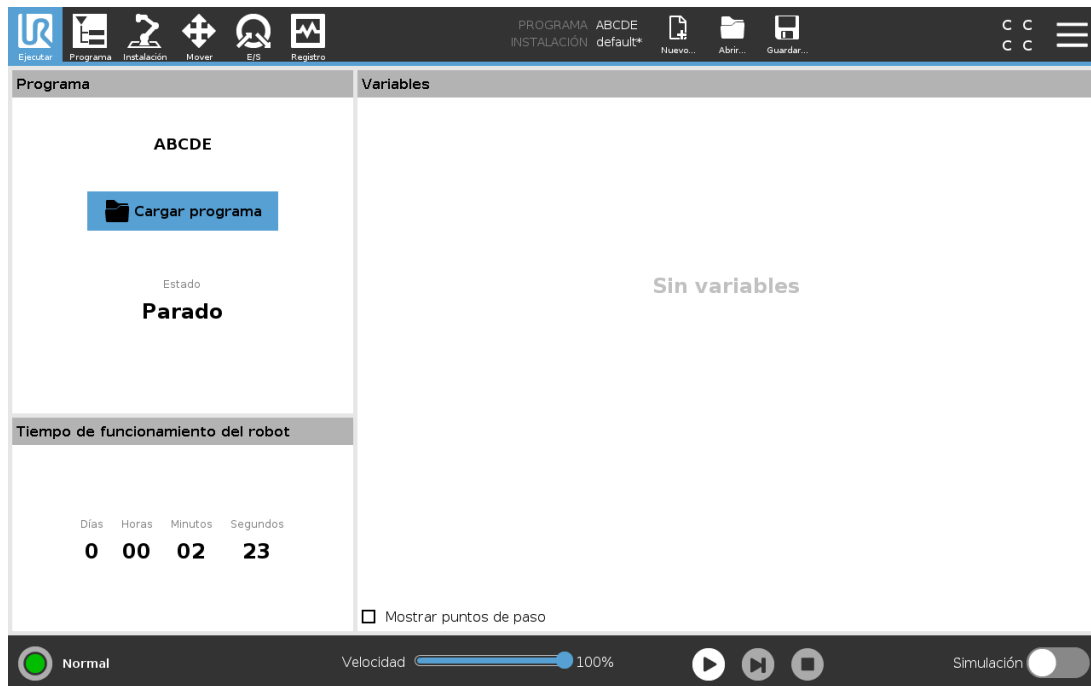 UR
Ejecutar Programa Instalación Mover E/S Registro
PROGRAMA ABCDE
INSTALACIÓN default*
Nuevo... Abrir... Guardar...
C C
C C
Programa
ABCDE
Cargar programa
Estado
Parado
Tiempo de funcionamiento del robot
Días Horas Minutos Segundos
0 00 02 23
Variables
Sin variables
Mostrar puntos de paso
Normal
Velocidad 100%
Simulación